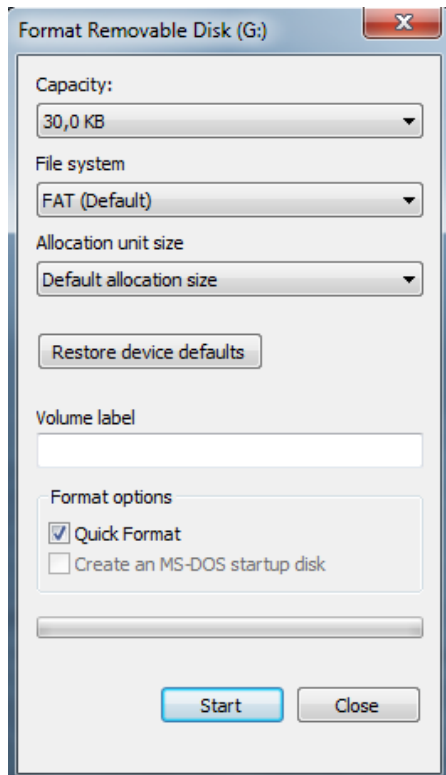 Format Removable Disk (G:)
Capacity:
30,0 KB
File system
FAT (Default)
Allocation unit size
Default allocation size
Restore device defaults
Volume label
Format options
Quick Format
Create an MS-DOS startup disk
Start Close